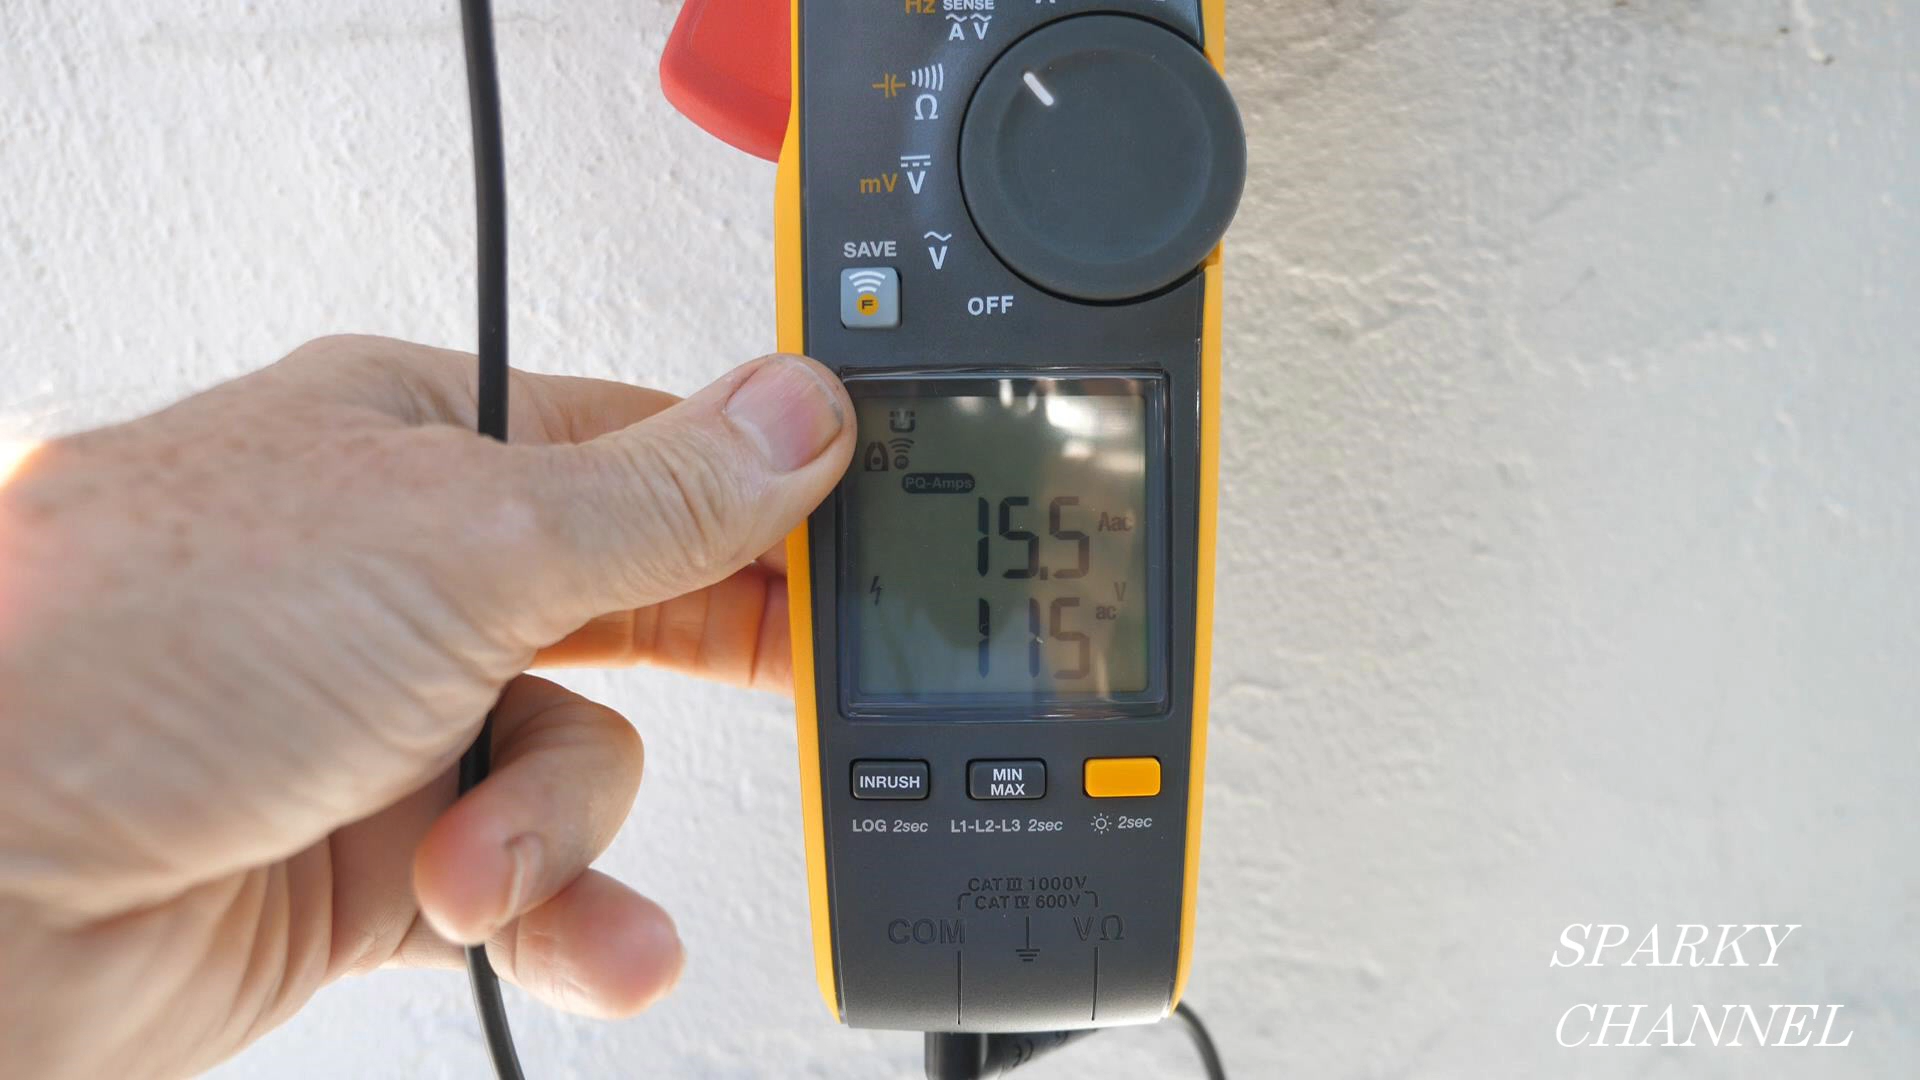 Hz SENSE
A V
Ω
mV V
SAVE V
F
OFF
PQ-Amps
15.5 Aac
V
115 ac
INRUSH MIN
MAX
LOG 2sec L1-L2-L3 2sec 2sec
CAT III 1000V
CAT IV 600V
COM VΩ
SPARKY
CHANNEL